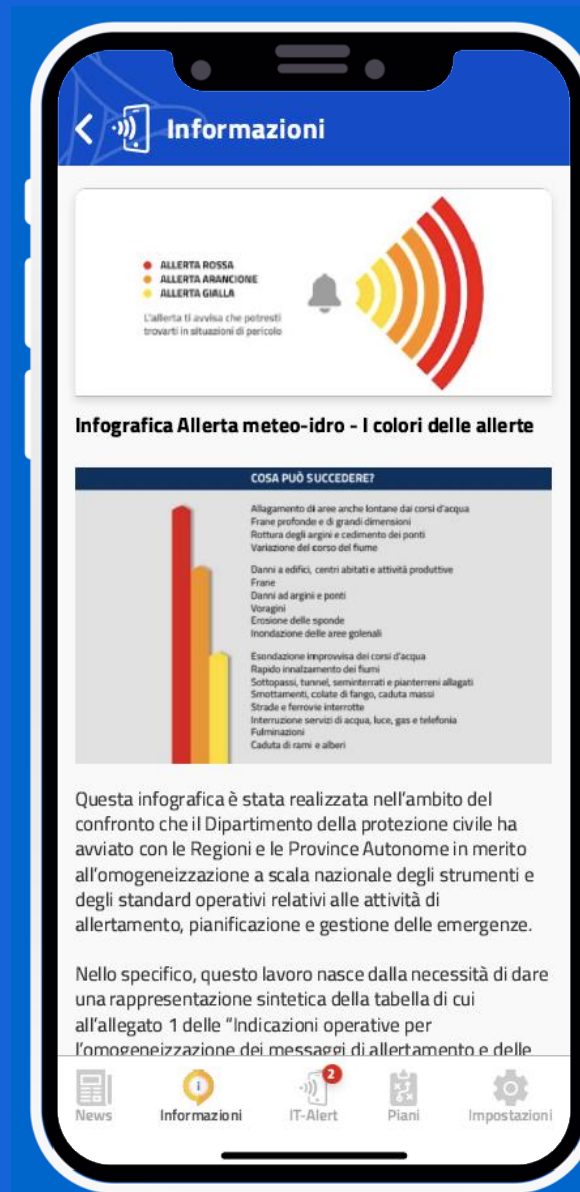 Informazioni
ALLERTA ROSSA
ALLERTA ARANCIONE
ALLERTA GIALLA
L'allerta ti avvisa che potresti
trovarti in situazioni di pericolo
Infografica Allerta meteo-idro - I colori delle allerte
COSA PUÒ SUCCEDERE?
Allagamento di aree anche lontane dai corsi d'acqua
Frane profonde e di grandi dimensioni
Rottura degli argini e cedimento dei ponti
Variazione del corso del fiume
Danni a edifici, centri abitati e attività produttive
Frane
Danni ad argini e ponti
Voragini
Erosione delle sponde
Inondazione delle aree golenali
Esondazione improvvisa dei corsi d'acqua
Rapido innalzamento dei fiumi
Sottopassi, tunnel, seminterrati e pianterreni allagati
Smottamenti, colate di fango, caduta massi
Strade e ferrovie interrotte
Interruzione servizi di acqua, luce, gas e telefonia
Fulminazioni
Caduta di rami e alberi
Questa infografica è stata realizzata nell'ambito del
confronto che il Dipartimento della protezione civile ha
avviato con le Regioni e le Province Autonome in merito
all'omogeneizzazione a scala nazionale degli strumenti e
degli standard operativi relativi alle attività di
allertamento, pianificazione e gestione delle emergenze.
Nello specifico, questo lavoro nasce dalla necessità di dare
una rappresentazione sintetica della tabella di cui
all'allegato 1 delle "Indicazioni operative per
l'omogeneizzazione dei messaggi di allertamento e delle
2
News Informazioni IT-Alert Piani Impostazioni